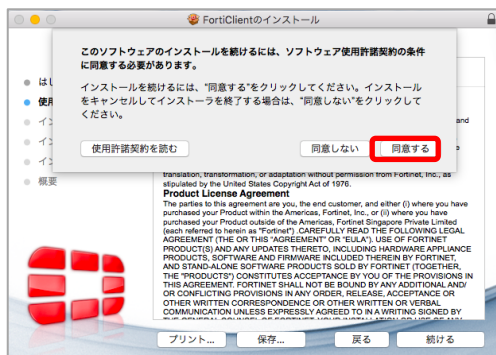 FortiClientのインストール
このソフトウェアのインストールを続けるには、ソフトウェア使用許諾契約の条件
に同意する必要があります。
インストールを続けるには、"同意する"をクリックしてください。インストール
をキャンセルしてインストーラを終了する場合は、"同意しない"をクリックして
ください。
使用許諾契約を読む
同意しない
同意する
は
使用
イン
イン
イン
概要
and
translation, transformation, or adaptation without permission from Fortinet, Inc., as
stipulated by the United States Copyright Act of 1976.
Product License Agreement
The parties to this agreement are you, the end customer, and either (i) where you have
purchased your Product within the Americas, Fortinet, Inc., or (ii) where you have
purchased your Product outside of the Americas, Fortinet Singapore Private Limited
(each referred to herein as "Fortinet") .CAREFULLY READ THE FOLLOWING LEGAL
AGREEMENT (THE OR THIS "AGREEMENT" OR "EULA"). USE OF FORTINET
PRODUCT(S) AND ANY UPDATES THERETO, INCLUDING HARDWARE APPLIANCE
PRODUCTS, SOFTWARE AND FIRMWARE INCLUDED THEREIN BY FORTINET,
AND STAND-ALONE SOFTWARE PRODUCTS SOLD BY FORTINET (TOGETHER,
THE "PRODUCTS") CONSTITUTES ACCEPTANCE BY YOU OF THE PROVISIONS IN
THIS AGREEMENT. FORTINET SHALL NOT BE BOUND BY ANY ADDITIONAL AND/
OR CONFLICTING PROVISIONS IN ANY ORDER, RELEASE, ACCEPTANCE OR
OTHER WRITTEN CORRESPONDENCE OR OTHER WRITTEN OR VERBAL
COMMUNICATION UNLESS EXPRESSLY AGREED TO IN A WRITING SIGNED BY
プリント...
保存...
戻る
続ける